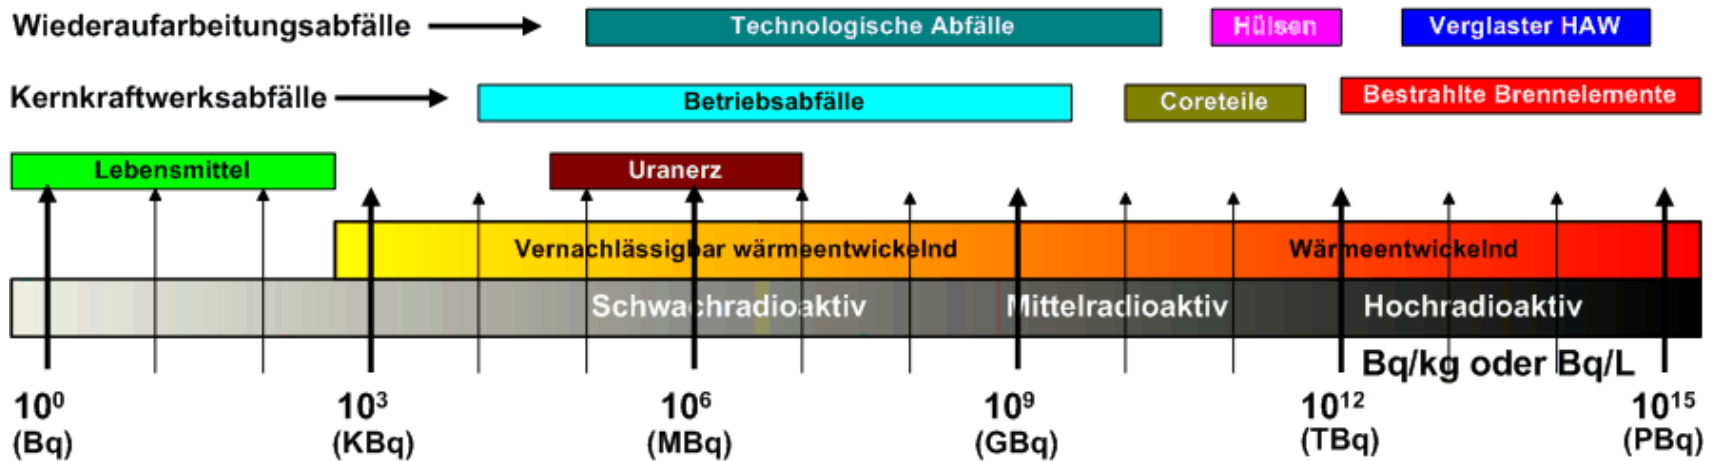 Wiederaufarbeitungsabfälle Technologische Abfälle Hülsen Verglaster HAW
Kernkraftwerksabfälle Betriebsabfälle Coreteile Bestrahlte Brennelemente
Lebensmittel Uranerz
Vernachlässigbar wärmeentwickelnd Wärmeentwickelnd
Schwachradioaktiv Mittelradioaktiv Hochradioaktiv
Bq/kg oder Bq/L
10⁰ 10³ 10⁶ 10⁹ 10¹² 10¹⁵
(Bq) (KBq) (MBq) (GBq) (TBq) (PBq)